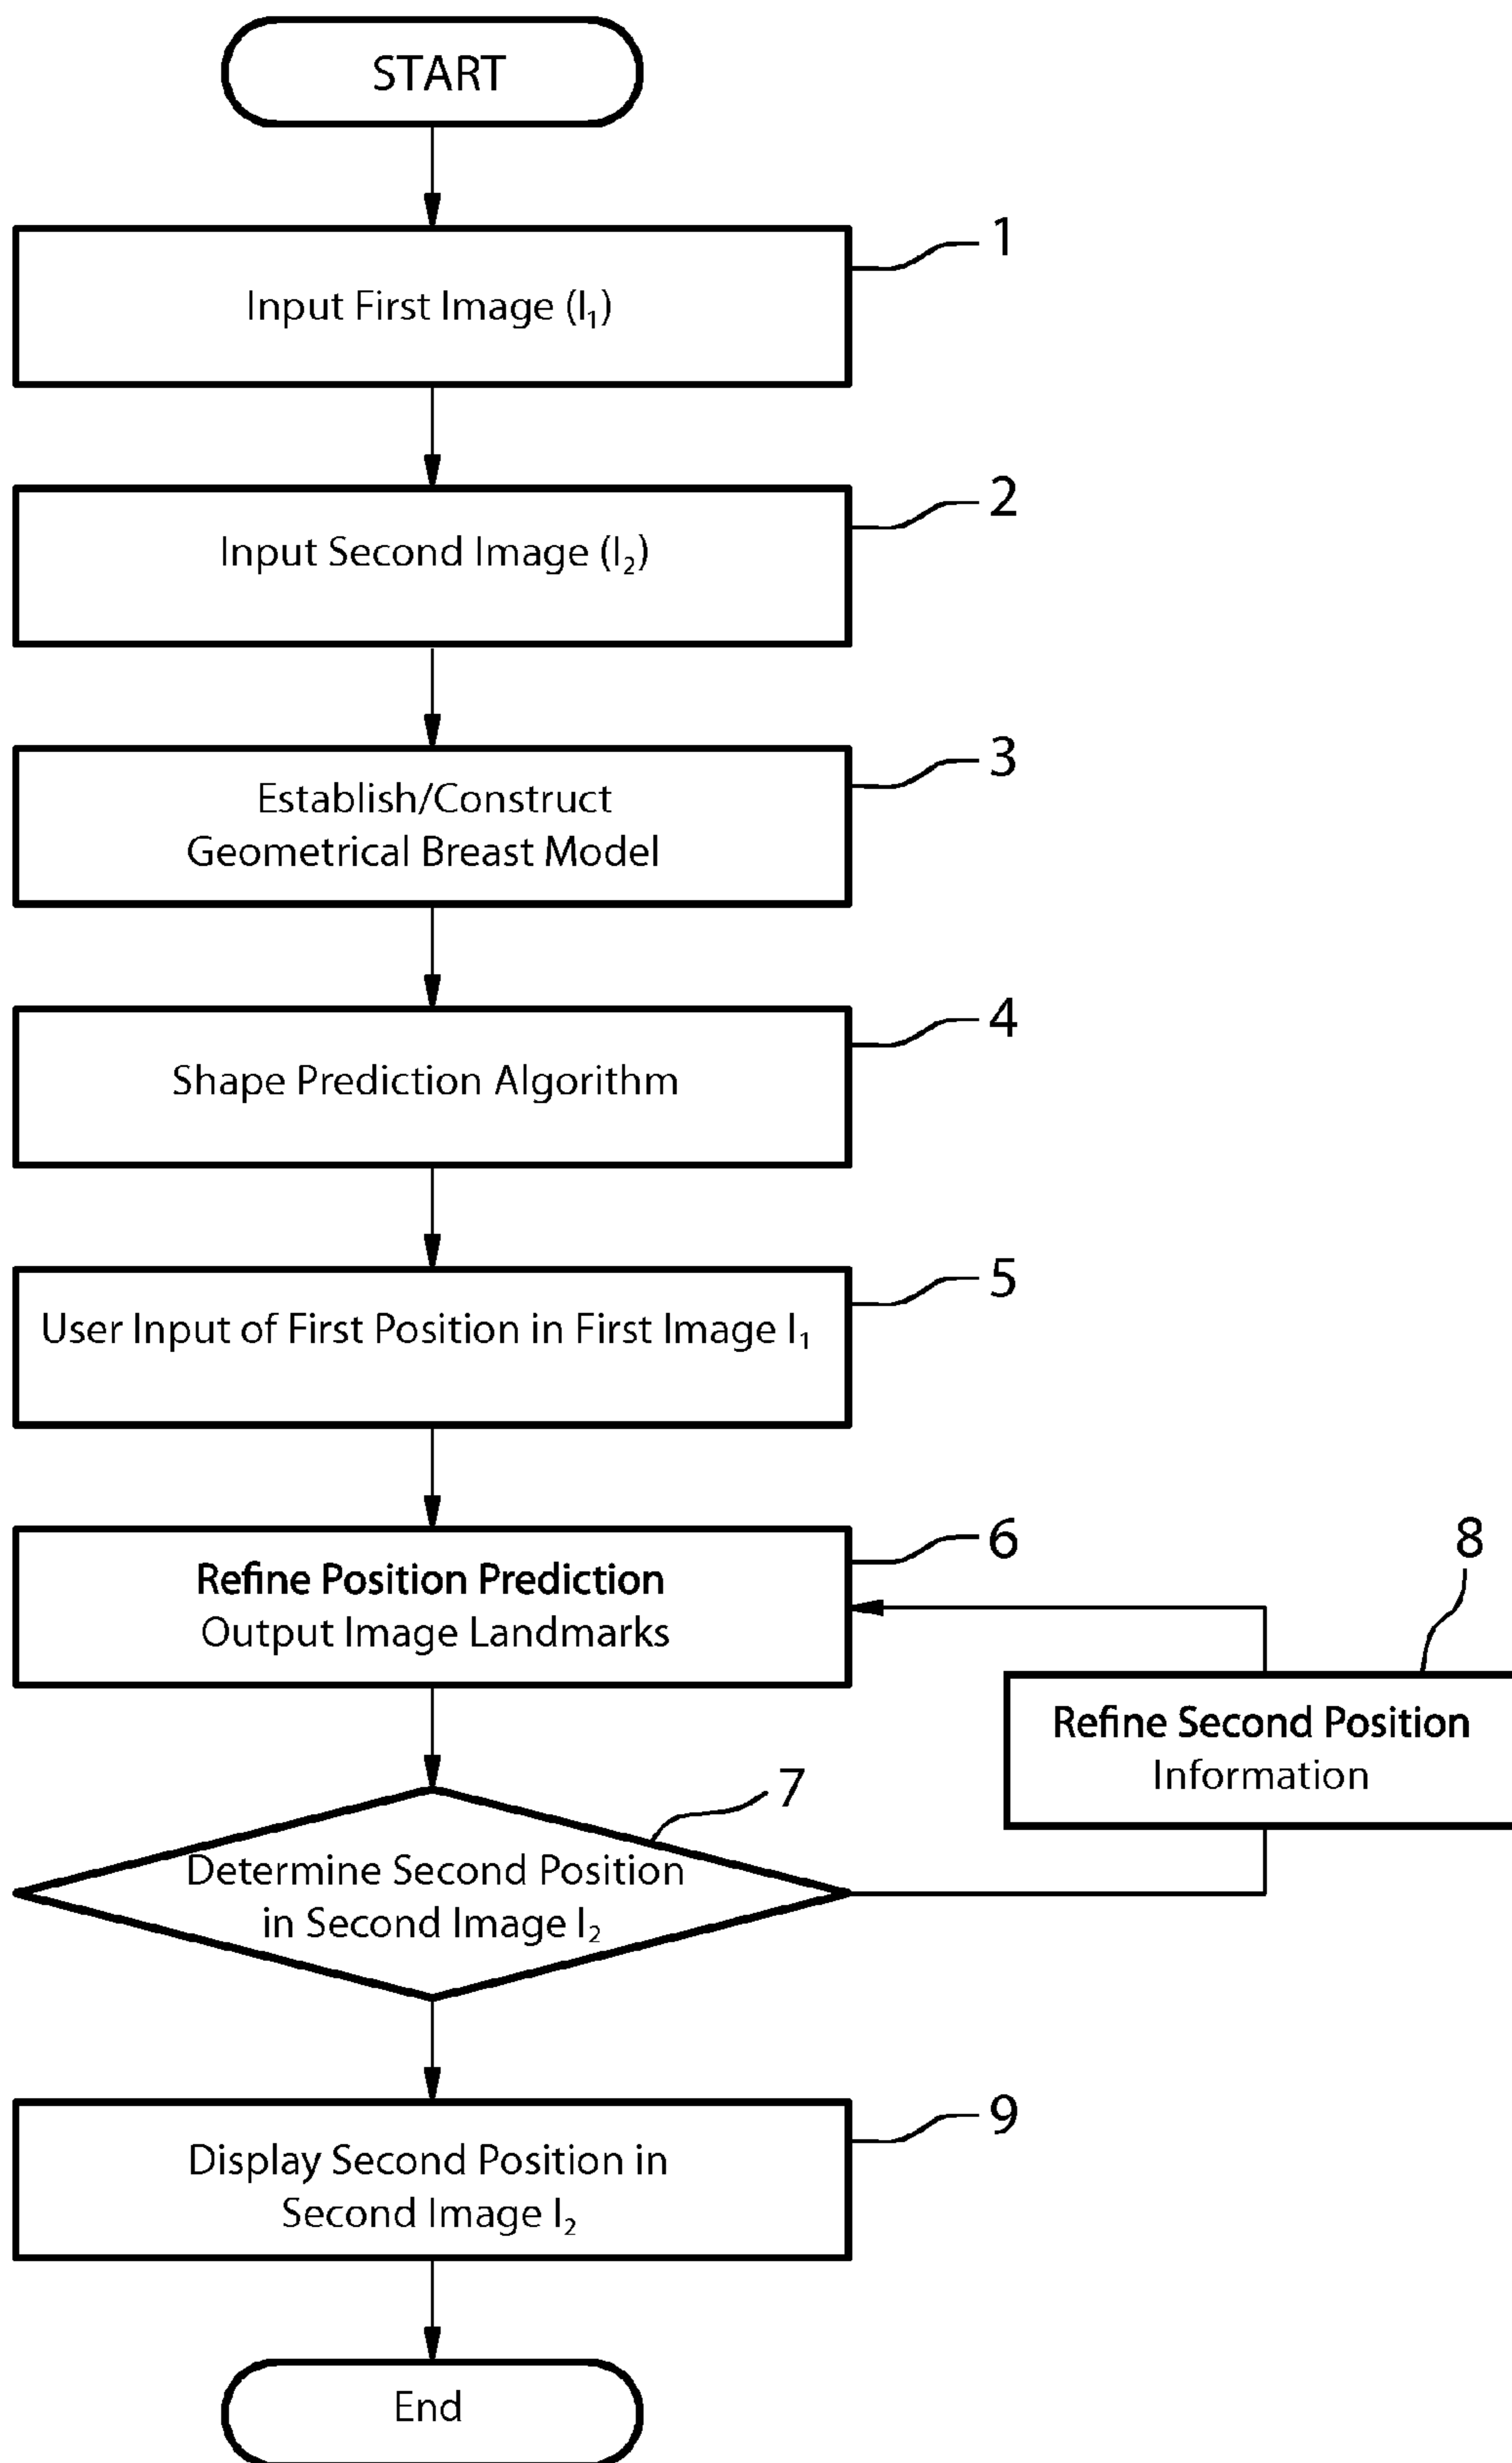 START
1
Input First Image (I₁)
2
Input Second Image (I₂)
3
Establish/Construct
Geometrical Breast Model
4
Shape Prediction Algorithm
5
User Input of First Position in First Image I₁
6
Refine Position Prediction
Output Image Landmarks
8
Refine Second Position
Information
7
Determine Second Position
in Second Image I₂
9
Display Second Position in
Second Image I₂
End